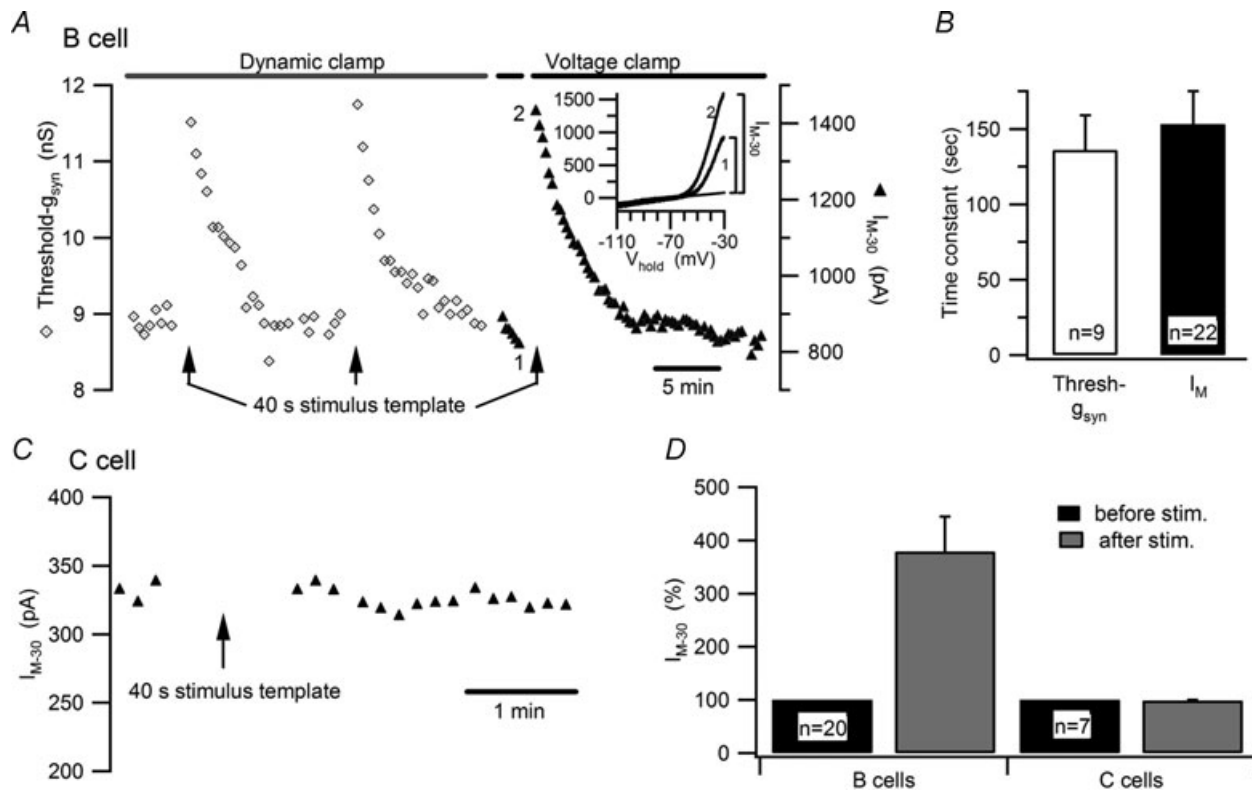 A
B cell
Dynamic clamp
Voltage clamp
12
11
10
9
8
Threshold-gsyn (nS)
40 s stimulus template
1
2
1500
1000
500
0
-110
-70
-30
Vhold (mV)
2
1
IM-30
1400
1200
1000
800
IM-30 (pA)
5 min
B
150
100
50
0
Time constant (sec)
n=9
n=22
Thresh-
gsyn
IM
C
C cell
400
350
300
250
200
IM-30 (pA)
40 s stimulus template
1 min
D
500
400
300
200
100
0
IM-30 (%)
before stim.
after stim.
n=20
n=7
B cells
C cells